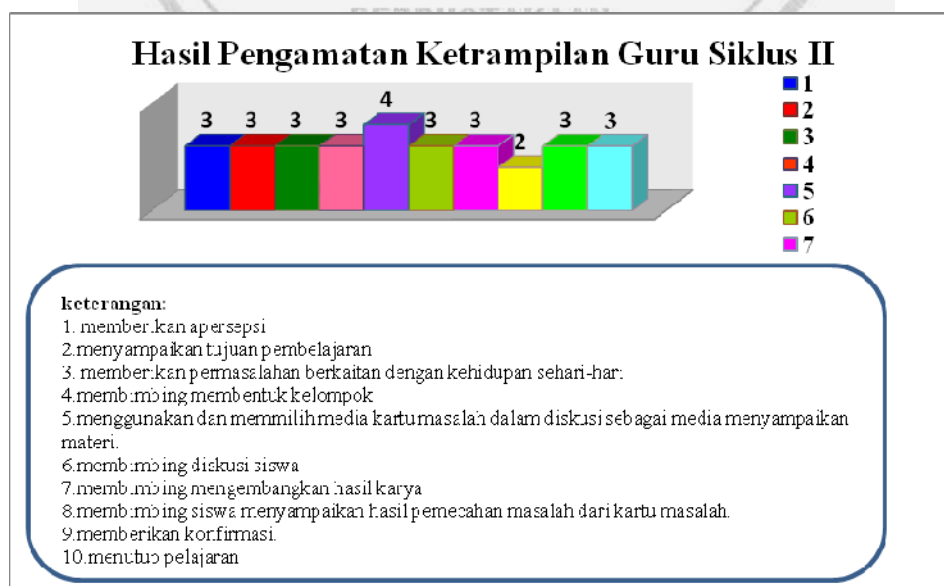 Hasil Pengamatan Ketrampilan Guru Siklus II
3 3 3 3 4 3 3 2 3 3
1
2
3
4
5
6
7
keterangan:
1. memberikan apersepsi
2.menyampaikan tujuan pembelajaran
3. memberikan permasalahan berkaitan dengan kehidupan sehari-hari
4.membimbing membentuk kelompok
5.menggunakan dan memmilih media kartu masalah dalam diskusi sebagai media menyampaikan
materi.
6.membimbing diskusi siswa
7.membimbing mengembangkan hasil karya
8.membimbing siswa menyampaikan hasil pemecahan masalah dari kartu masalah.
9.memberikan konfirmasi.
10.menutup pelajaran